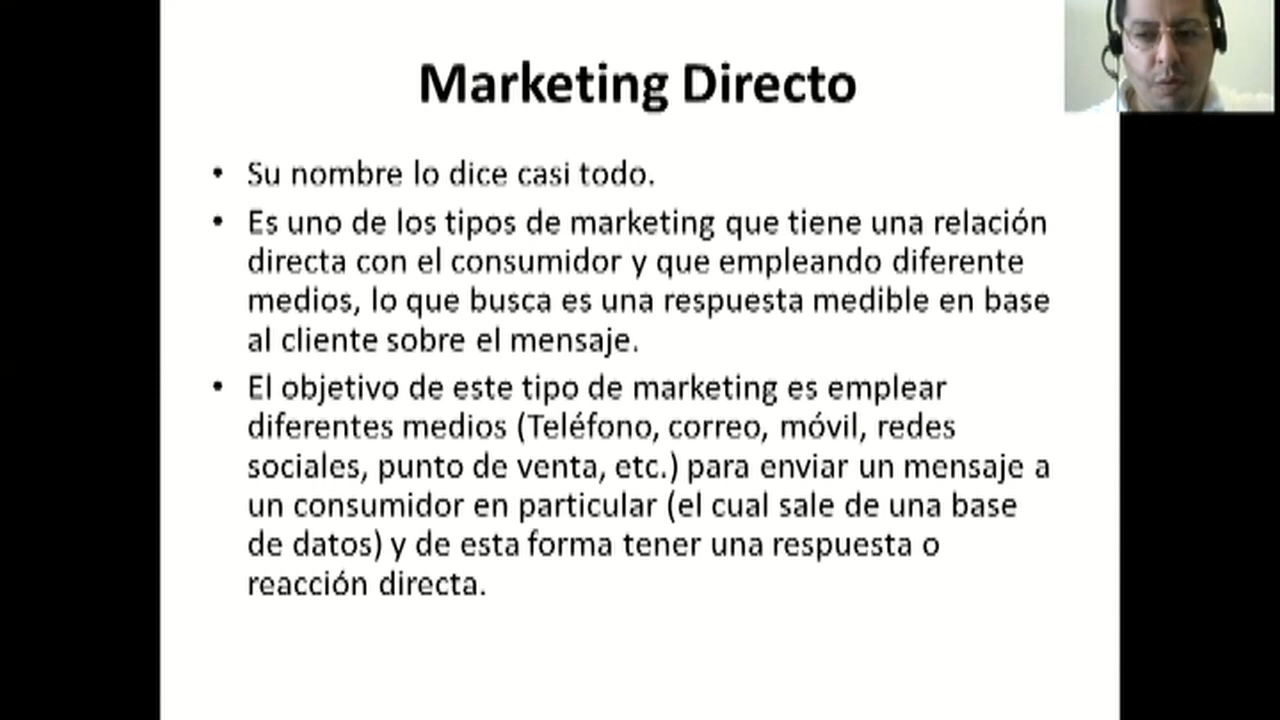 Marketing Directo
• Su nombre lo dice casi todo.
• Es uno de los tipos de marketing que tiene una relación
directa con el consumidor y que empleando diferente
medios, lo que busca es una respuesta medible en base
al cliente sobre el mensaje.
• El objetivo de este tipo de marketing es emplear
diferentes medios (Teléfono, correo, móvil, redes
sociales, punto de venta, etc.) para enviar un mensaje a
un consumidor en particular (el cual sale de una base
de datos) y de esta forma tener una respuesta o
reacción directa.